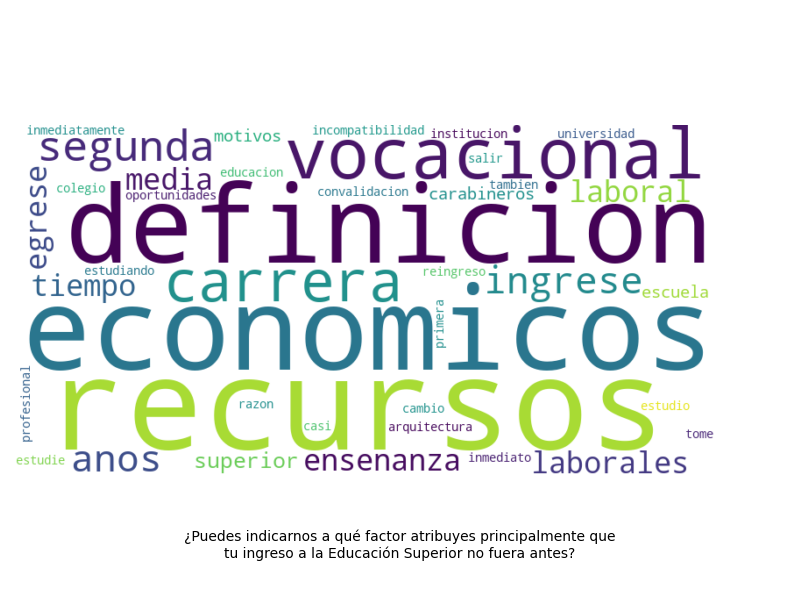 inmediatamente
segunda
motivos
incompatibilidad
institucion
universidad
vocacional
salir
egrese
colegio
media
oportunidades
educacion
convalidacion
carabineros
tambien
laboral
definicion
estudiando
tiempo
carrera
reingreso
ingrese
escuela
economicos
primera
recursos
profesional
razon
casi
cambio
arquitectura
estudio
tome
estudie
anos
superior
ensenanza
inmediato
laborales
¿Puedes indicarnos a qué factor atribuyes principalmente que
tu ingreso a la Educación Superior no fuera antes?